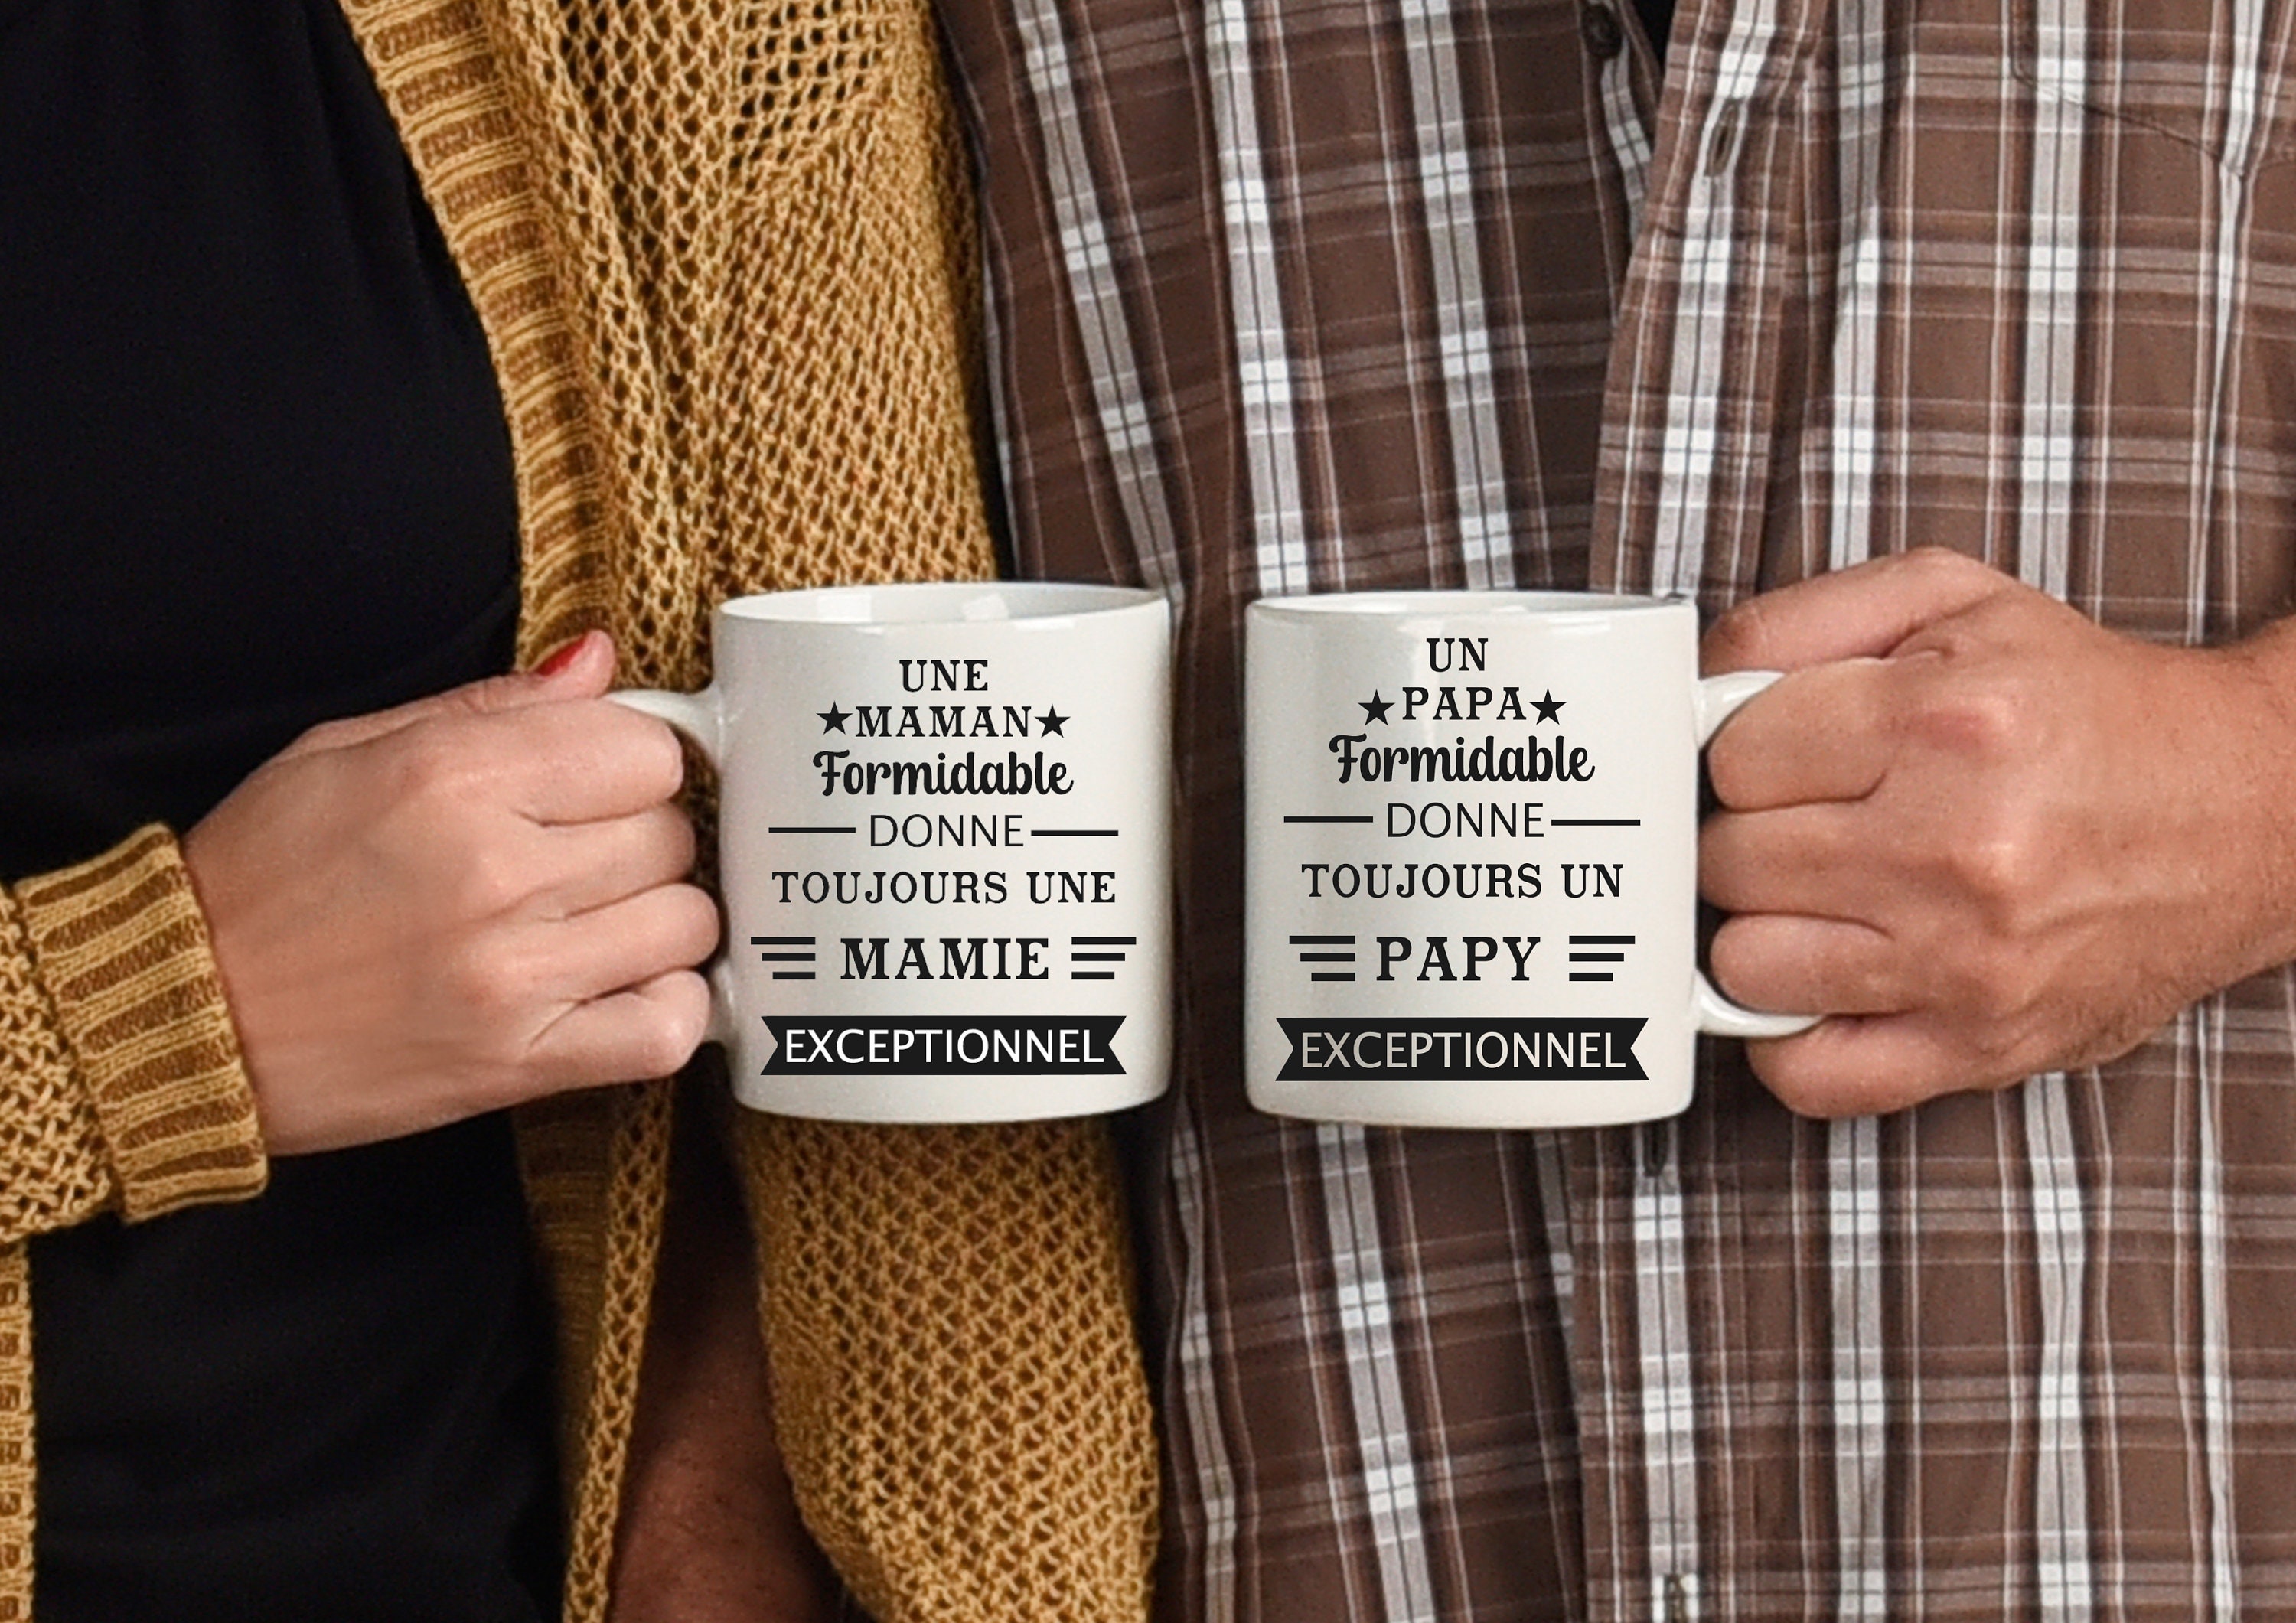 UNE
★MAMAN★
Formidable
DONNE
TOUJOURS UNE
MAMIE
EXCEPTIONNEL
UN
★PAPA★
Formidable
DONNE
TOUJOURS UN
PAPY
EXCEPTIONNEL